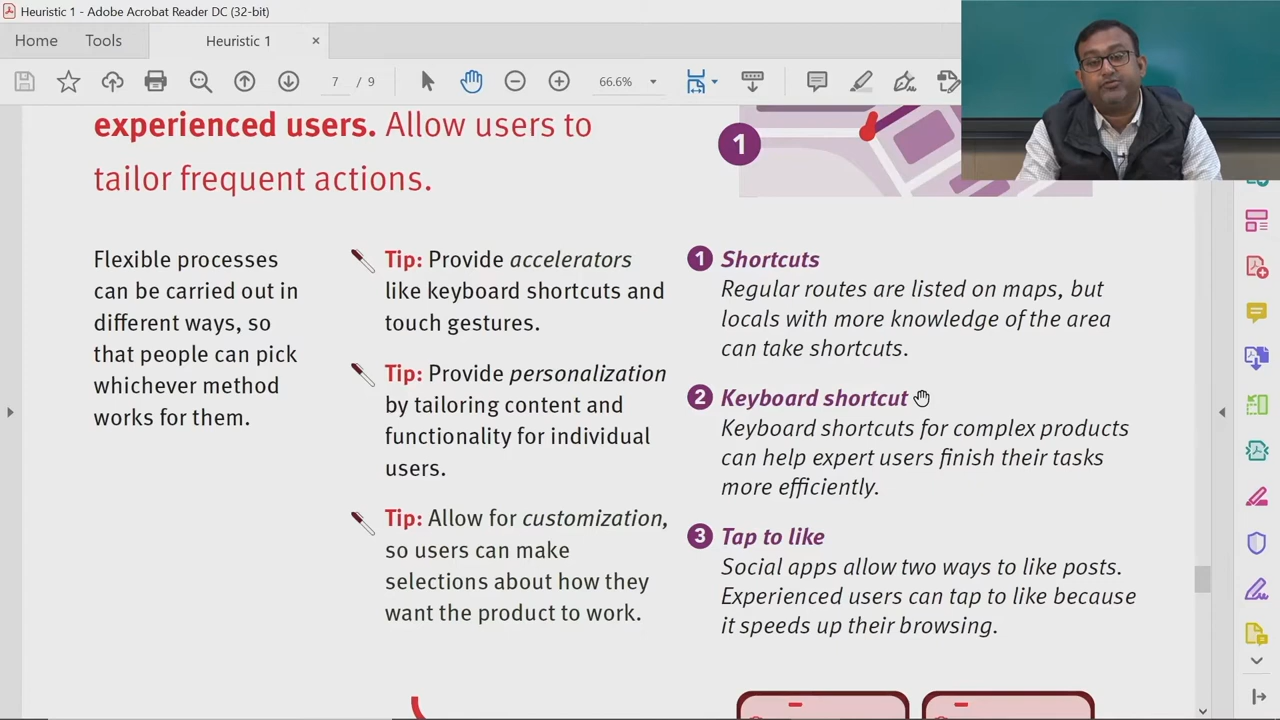 Heuristic 1 - Adobe Acrobat Reader DC (32-bit)
Home
Tools
Heuristic 1
×
7 / 9
66.6%
experienced users. Allow users to
tailor frequent actions.
1
Flexible processes
can be carried out in
different ways, so
that people can pick
whichever method
works for them.
Tip: Provide accelerators
like keyboard shortcuts and
touch gestures.
Tip: Provide personalization
by tailoring content and
functionality for individual
users.
Tip: Allow for customization,
so users can make
selections about how they
want the product to work.
1 Shortcuts
Regular routes are listed on maps, but
locals with more knowledge of the area
can take shortcuts.
2 Keyboard shortcut
Keyboard shortcuts for complex products
can help expert users finish their tasks
more efficiently.
3 Tap to like
Social apps allow two ways to like posts.
Experienced users can tap to like because
it speeds up their browsing.